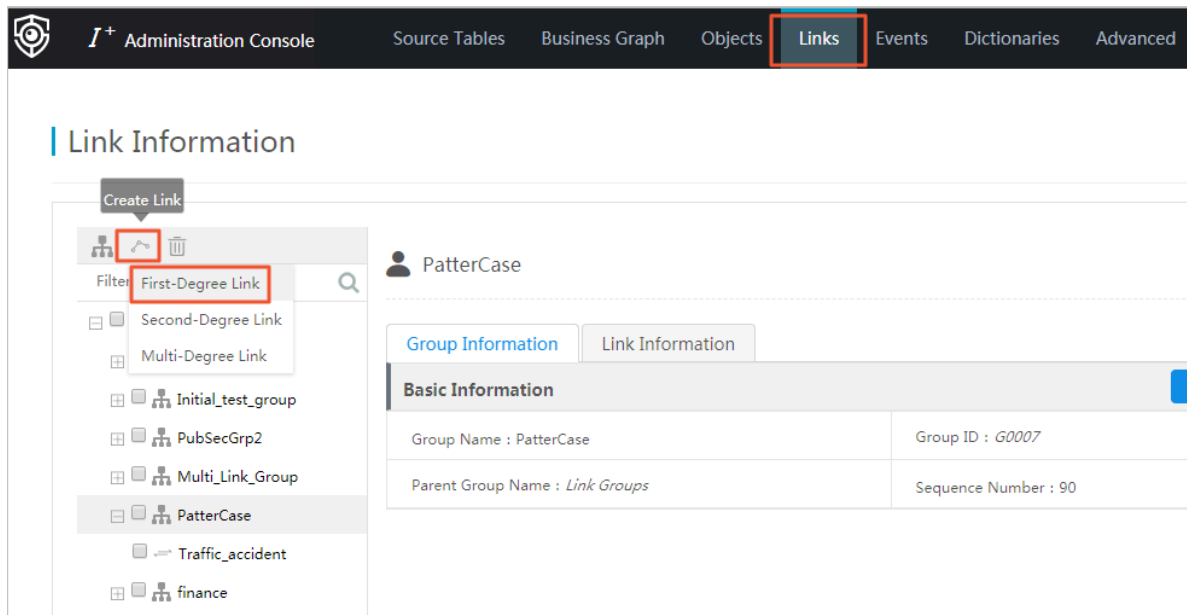 I+ Administration Console Source Tables Business Graph Objects Links Events Dictionaries Advanced
Link Information
Create Link
Filter
First-Degree Link
Second-Degree Link
Multi-Degree Link
Initial_test_group
PubSecGrp2
Multi_Link_Group
PatterCase
Traffic_accident
finance
PatterCase
Group Information Link Information
Basic Information
Group Name : PatterCase Group ID : G0007
Parent Group Name : Link Groups Sequence Number : 90